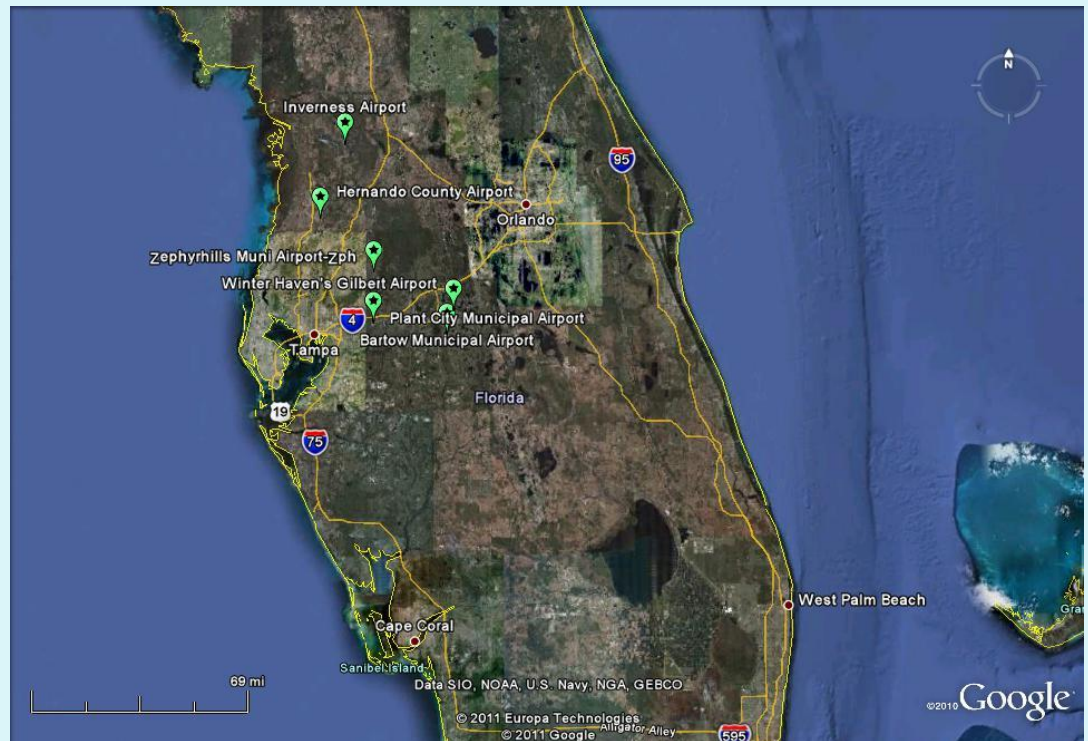 N
Inverness Airport
95
Hernando County Airport
Orlando
Zephyrhills Muni Airport-Zph
Winter Haven's Gilbert Airport
4
Plant City Municipal Airport
Tampa
Bartow Municipal Airport
Florida
19
75
West Palm Beach
Gran
Cape Coral
Sanibel Island
69 mi
Data SIO, NOAA, U.S. Navy, NGA, GEBCO
©2010 Google
© 2011 Europa Technologies
© 2011 Google
Alligator Alley
595